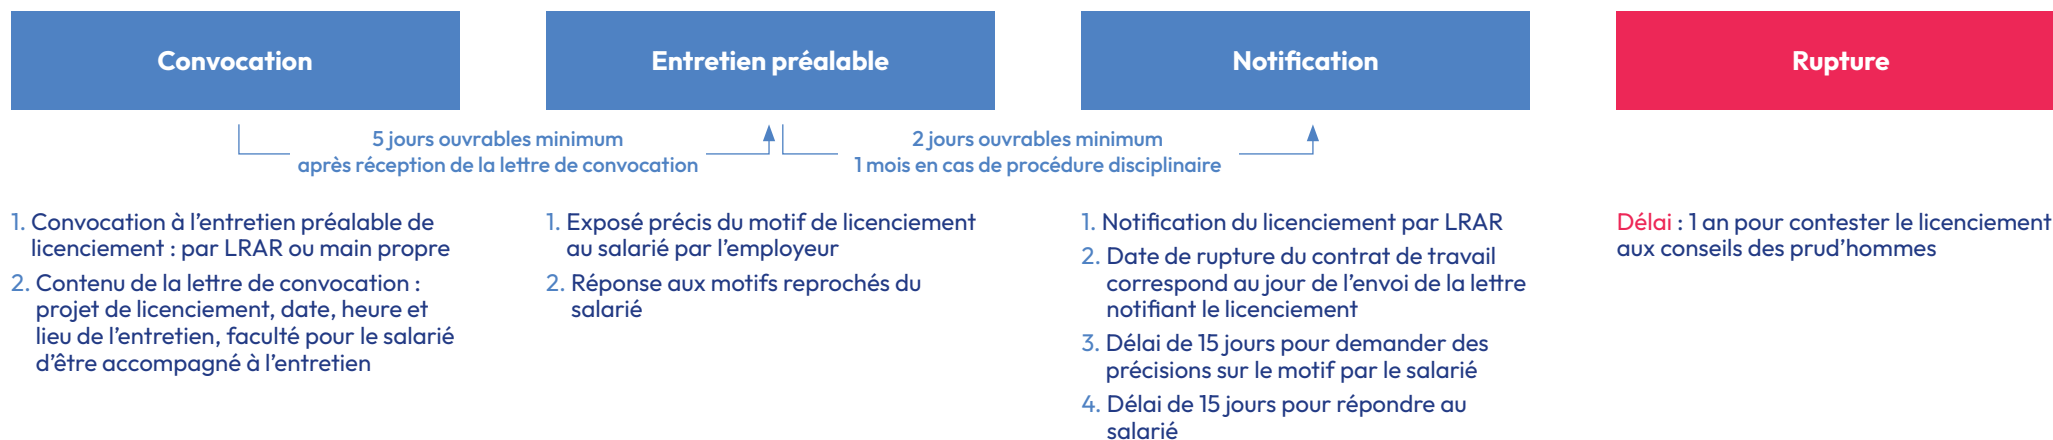 Convocation
Entretien préalable
Notification
Rupture
5 jours ouvrables minimum
après réception de la lettre de convocation
2 jours ouvrables minimum
1 mois en cas de procédure disciplinaire
1. Convocation à l’entretien préalable de
licenciement : par LRAR ou main propre
2. Contenu de la lettre de convocation :
projet de licenciement, date, heure et
lieu de l’entretien, faculté pour le salarié
d’être accompagné à l’entretien
1. Exposé précis du motif de licenciement
au salarié par l’employeur
2. Réponse aux motifs reprochés du
salarié
1. Notification du licenciement par LRAR
2. Date de rupture du contrat de travail
correspond au jour de l’envoi de la lettre
notifiant le licenciement
3. Délai de 15 jours pour demander des
précisions sur le motif par le salarié
4. Délai de 15 jours pour répondre au
salarié
Délai : 1 an pour contester le licenciement
aux conseils des prud’hommes